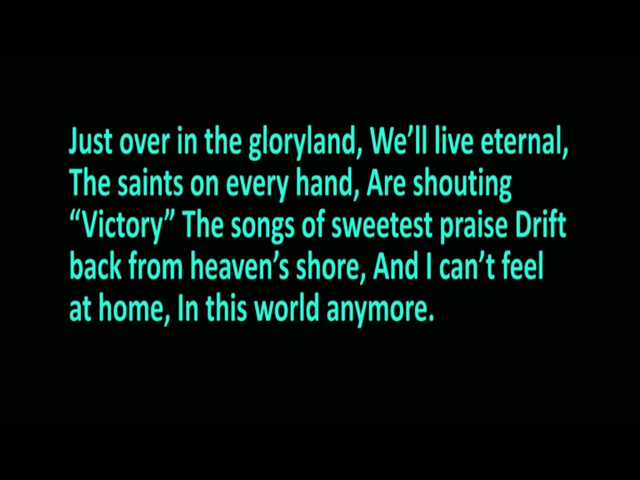 Just over in the gloryland, We’ll live eternal,
The saints on every hand, Are shouting
“Victory” The songs of sweetest praise Drift
back from heaven’s shore, And I can’t feel
at home, In this world anymore.